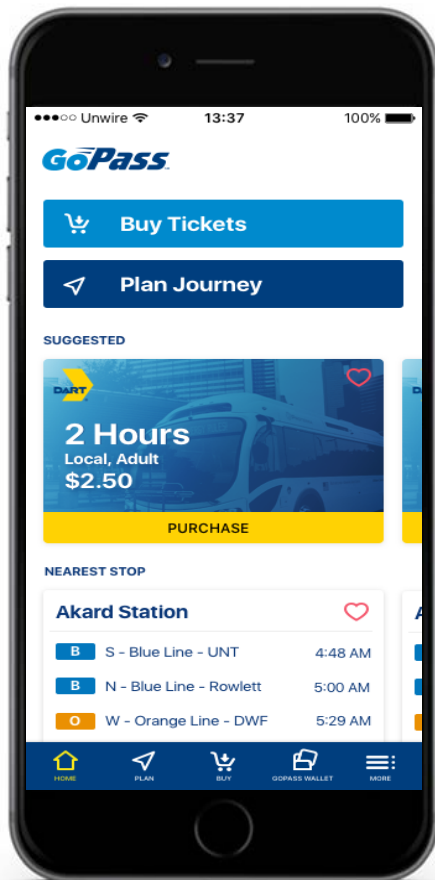 Unwire
13:37
100%
GoPass
Buy Tickets
Plan Journey
SUGGESTED
DART
2 Hours
Local, Adult
$2.50
PURCHASE
NEAREST STOP
Akard Station
B S - Blue Line - UNT 4:48 AM
B N - Blue Line - Rowlett 5:00 AM
O W - Orange Line - DWF 5:29 AM
HOME
PLAN
BUY
GOPASS WALLET
MORE